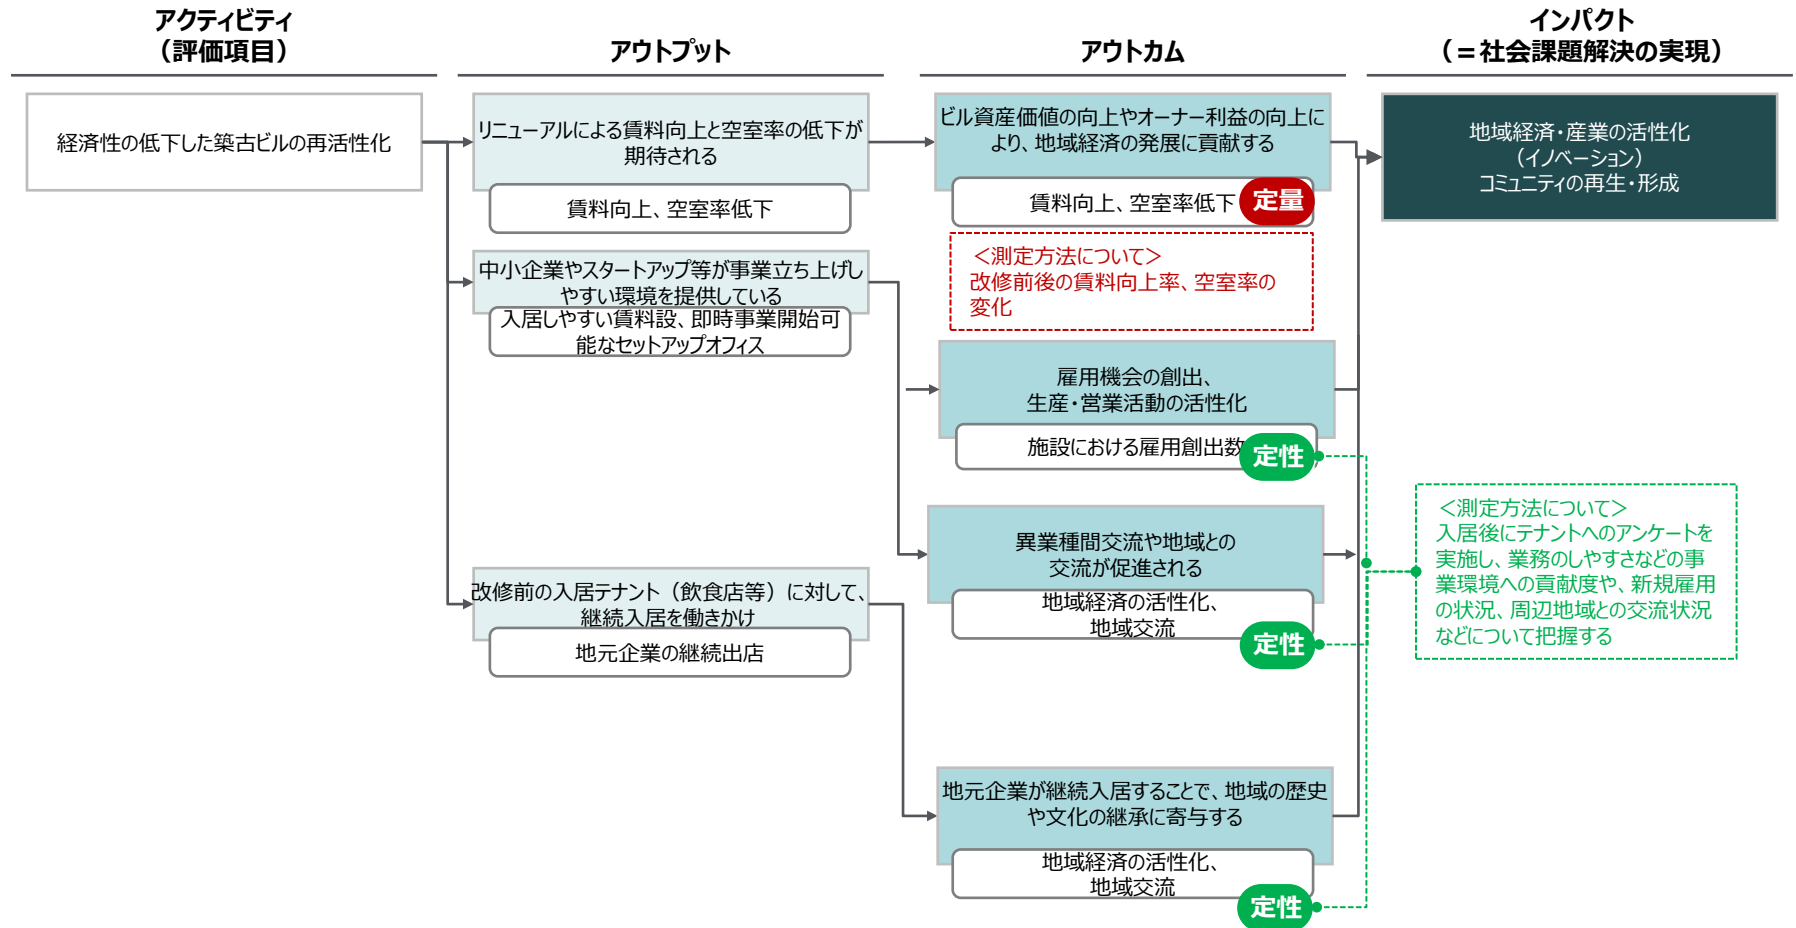 アクティビティ
（評価項目）
アウトプット
アウトカム
インパクト
（＝社会課題解決の実現）
経済性の低下した築古ビルの再活性化
リニューアルによる賃料向上と空室率の低下が
期待される
賃料向上、空室率低下
中小企業やスタートアップ等が事業立ち上げし
やすい環境を提供している
入居しやすい賃料設、即時事業開始可
能なセットアップオフィス
改修前の入居テナント（飲食店等）に対して、
継続入居を働きかけ
地元企業の継続出店
ビル資産価値の向上やオーナー利益の向上に
より、地域経済の発展に貢献する
賃料向上、空室率低下
定量
＜測定方法について＞
改修前後の賃料向上率、空室率の
変化
雇用機会の創出、
生産・営業活動の活性化
施設における雇用創出数
定性
異業種間交流や地域との
交流が促進される
地域経済の活性化、
地域交流
定性
地元企業が継続入居することで、地域の歴史
や文化の継承に寄与する
地域経済の活性化、
地域交流
定性
地域経済・産業の活性化
（イノベーション）
コミュニティの再生・形成
＜測定方法について＞
入居後にテナントへのアンケートを
実施し、業務のしやすさなどの事
業環境への貢献度や、新規雇用
の状況、周辺地域との交流状況
などについて把握する